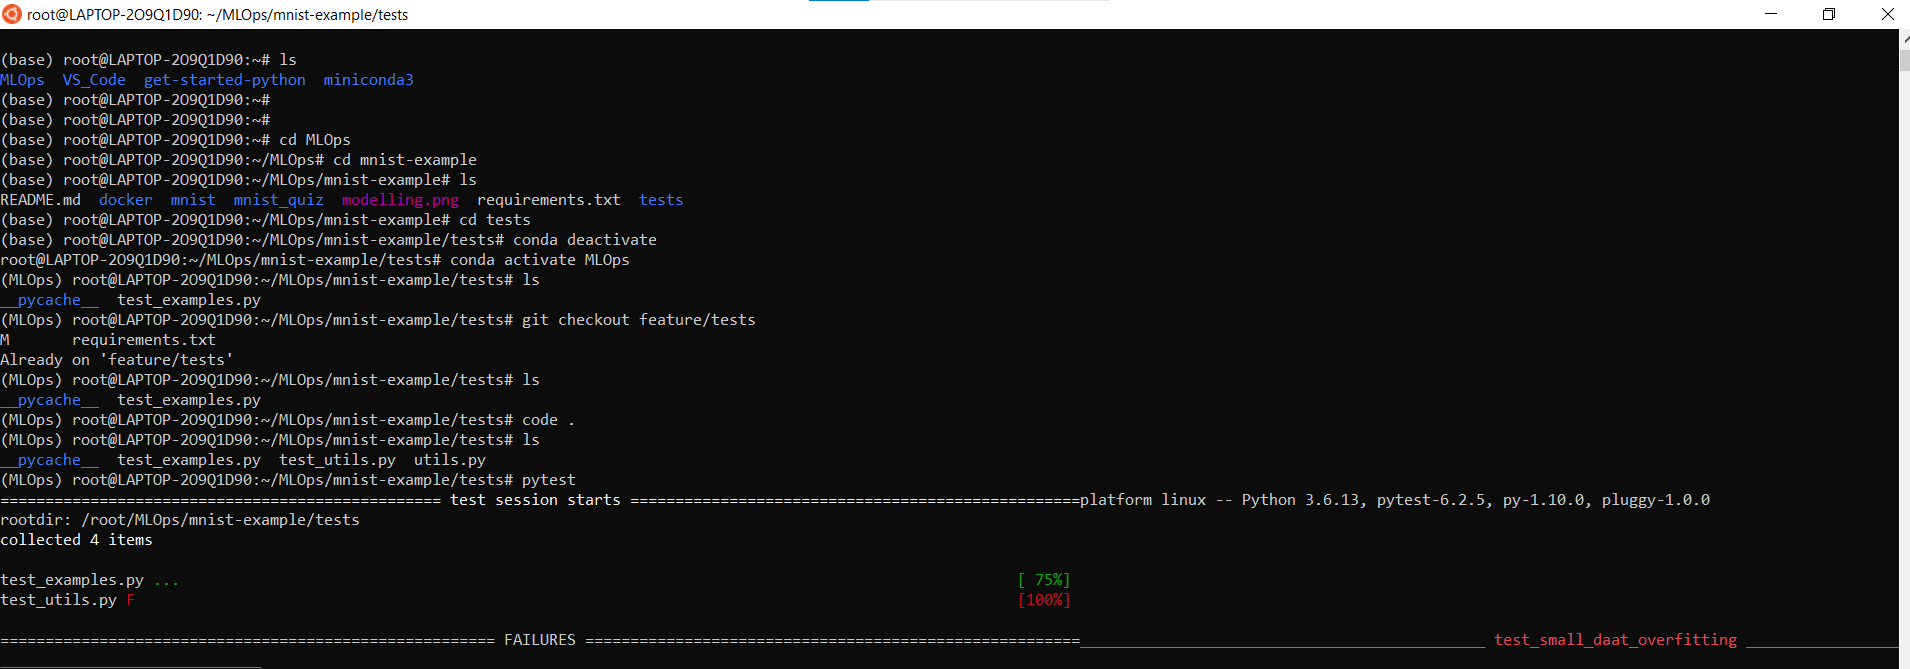 root@LAPTOP-2O9Q1D90: ~/MLOps/mnist-example/tests
(base) root@LAPTOP-2O9Q1D90:~# ls
MLOps  VS_Code  get-started-python  miniconda3
(base) root@LAPTOP-2O9Q1D90:~#
(base) root@LAPTOP-2O9Q1D90:~#
(base) root@LAPTOP-2O9Q1D90:~# cd MLOps
(base) root@LAPTOP-2O9Q1D90:~/MLOps# cd mnist-example
(base) root@LAPTOP-2O9Q1D90:~/MLOps/mnist-example# ls
README.md  docker  mnist  mnist_quiz  modelling.png  requirements.txt  tests
(base) root@LAPTOP-2O9Q1D90:~/MLOps/mnist-example# cd tests
(base) root@LAPTOP-2O9Q1D90:~/MLOps/mnist-example/tests# conda deactivate
root@LAPTOP-2O9Q1D90:~/MLOps/mnist-example/tests# conda activate MLOps
(MLOps) root@LAPTOP-2O9Q1D90:~/MLOps/mnist-example/tests# ls
__pycache__  test_examples.py
(MLOps) root@LAPTOP-2O9Q1D90:~/MLOps/mnist-example/tests# git checkout feature/tests
M       requirements.txt
Already on 'feature/tests'
(MLOps) root@LAPTOP-2O9Q1D90:~/MLOps/mnist-example/tests# ls
__pycache__  test_examples.py
(MLOps) root@LAPTOP-2O9Q1D90:~/MLOps/mnist-example/tests# code .
(MLOps) root@LAPTOP-2O9Q1D90:~/MLOps/mnist-example/tests# ls
__pycache__  test_examples.py  test_utils.py  utils.py
(MLOps) root@LAPTOP-2O9Q1D90:~/MLOps/mnist-example/tests# pytest
================================================= test session starts ==================================================platform linux -- Python 3.6.13, pytest-6.2.5, py-1.10.0, pluggy-1.0.0
rootdir: /root/MLOps/mnist-example/tests
collected 4 items
test_examples.py ... [ 75%]
test_utils.py F [100%]
======================================================= FAILURES =======================================================_____________________________________________ test_small_daat_overfitting ______________________________________________